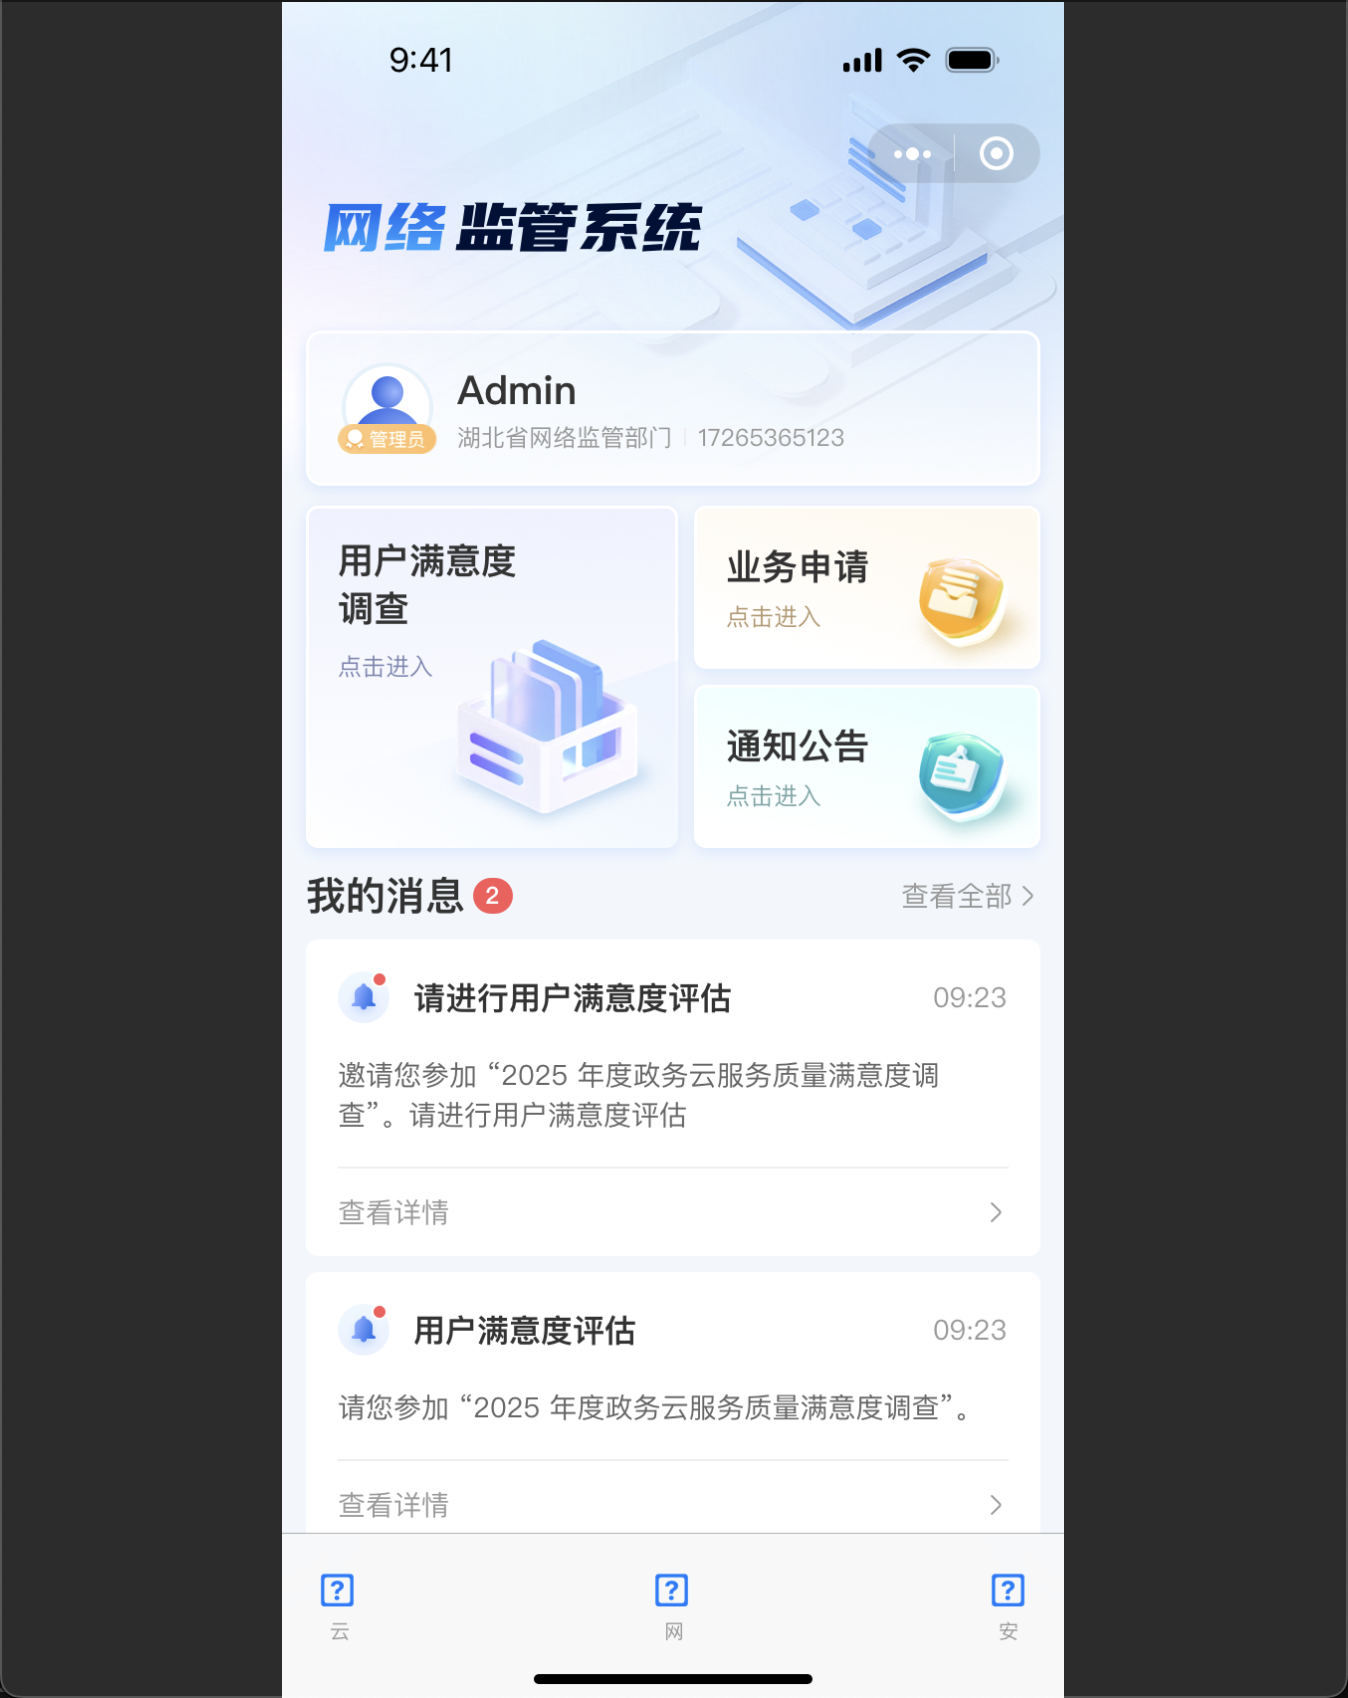 9:41
网络监管系统
Admin
管理员
湖北省网络监管部门 17265365123
用户满意度
调查
点击进入
业务申请
点击进入
通知公告
点击进入
我的消息 2
查看全部
请进行用户满意度评估 09:23
邀请您参加 “2025 年度政务云服务质量满意度调
查”。请进行用户满意度评估
查看详情
用户满意度评估 09:23
请您参加 “2025 年度政务云服务质量满意度调查”。
查看详情
? ? ?
云 网 安